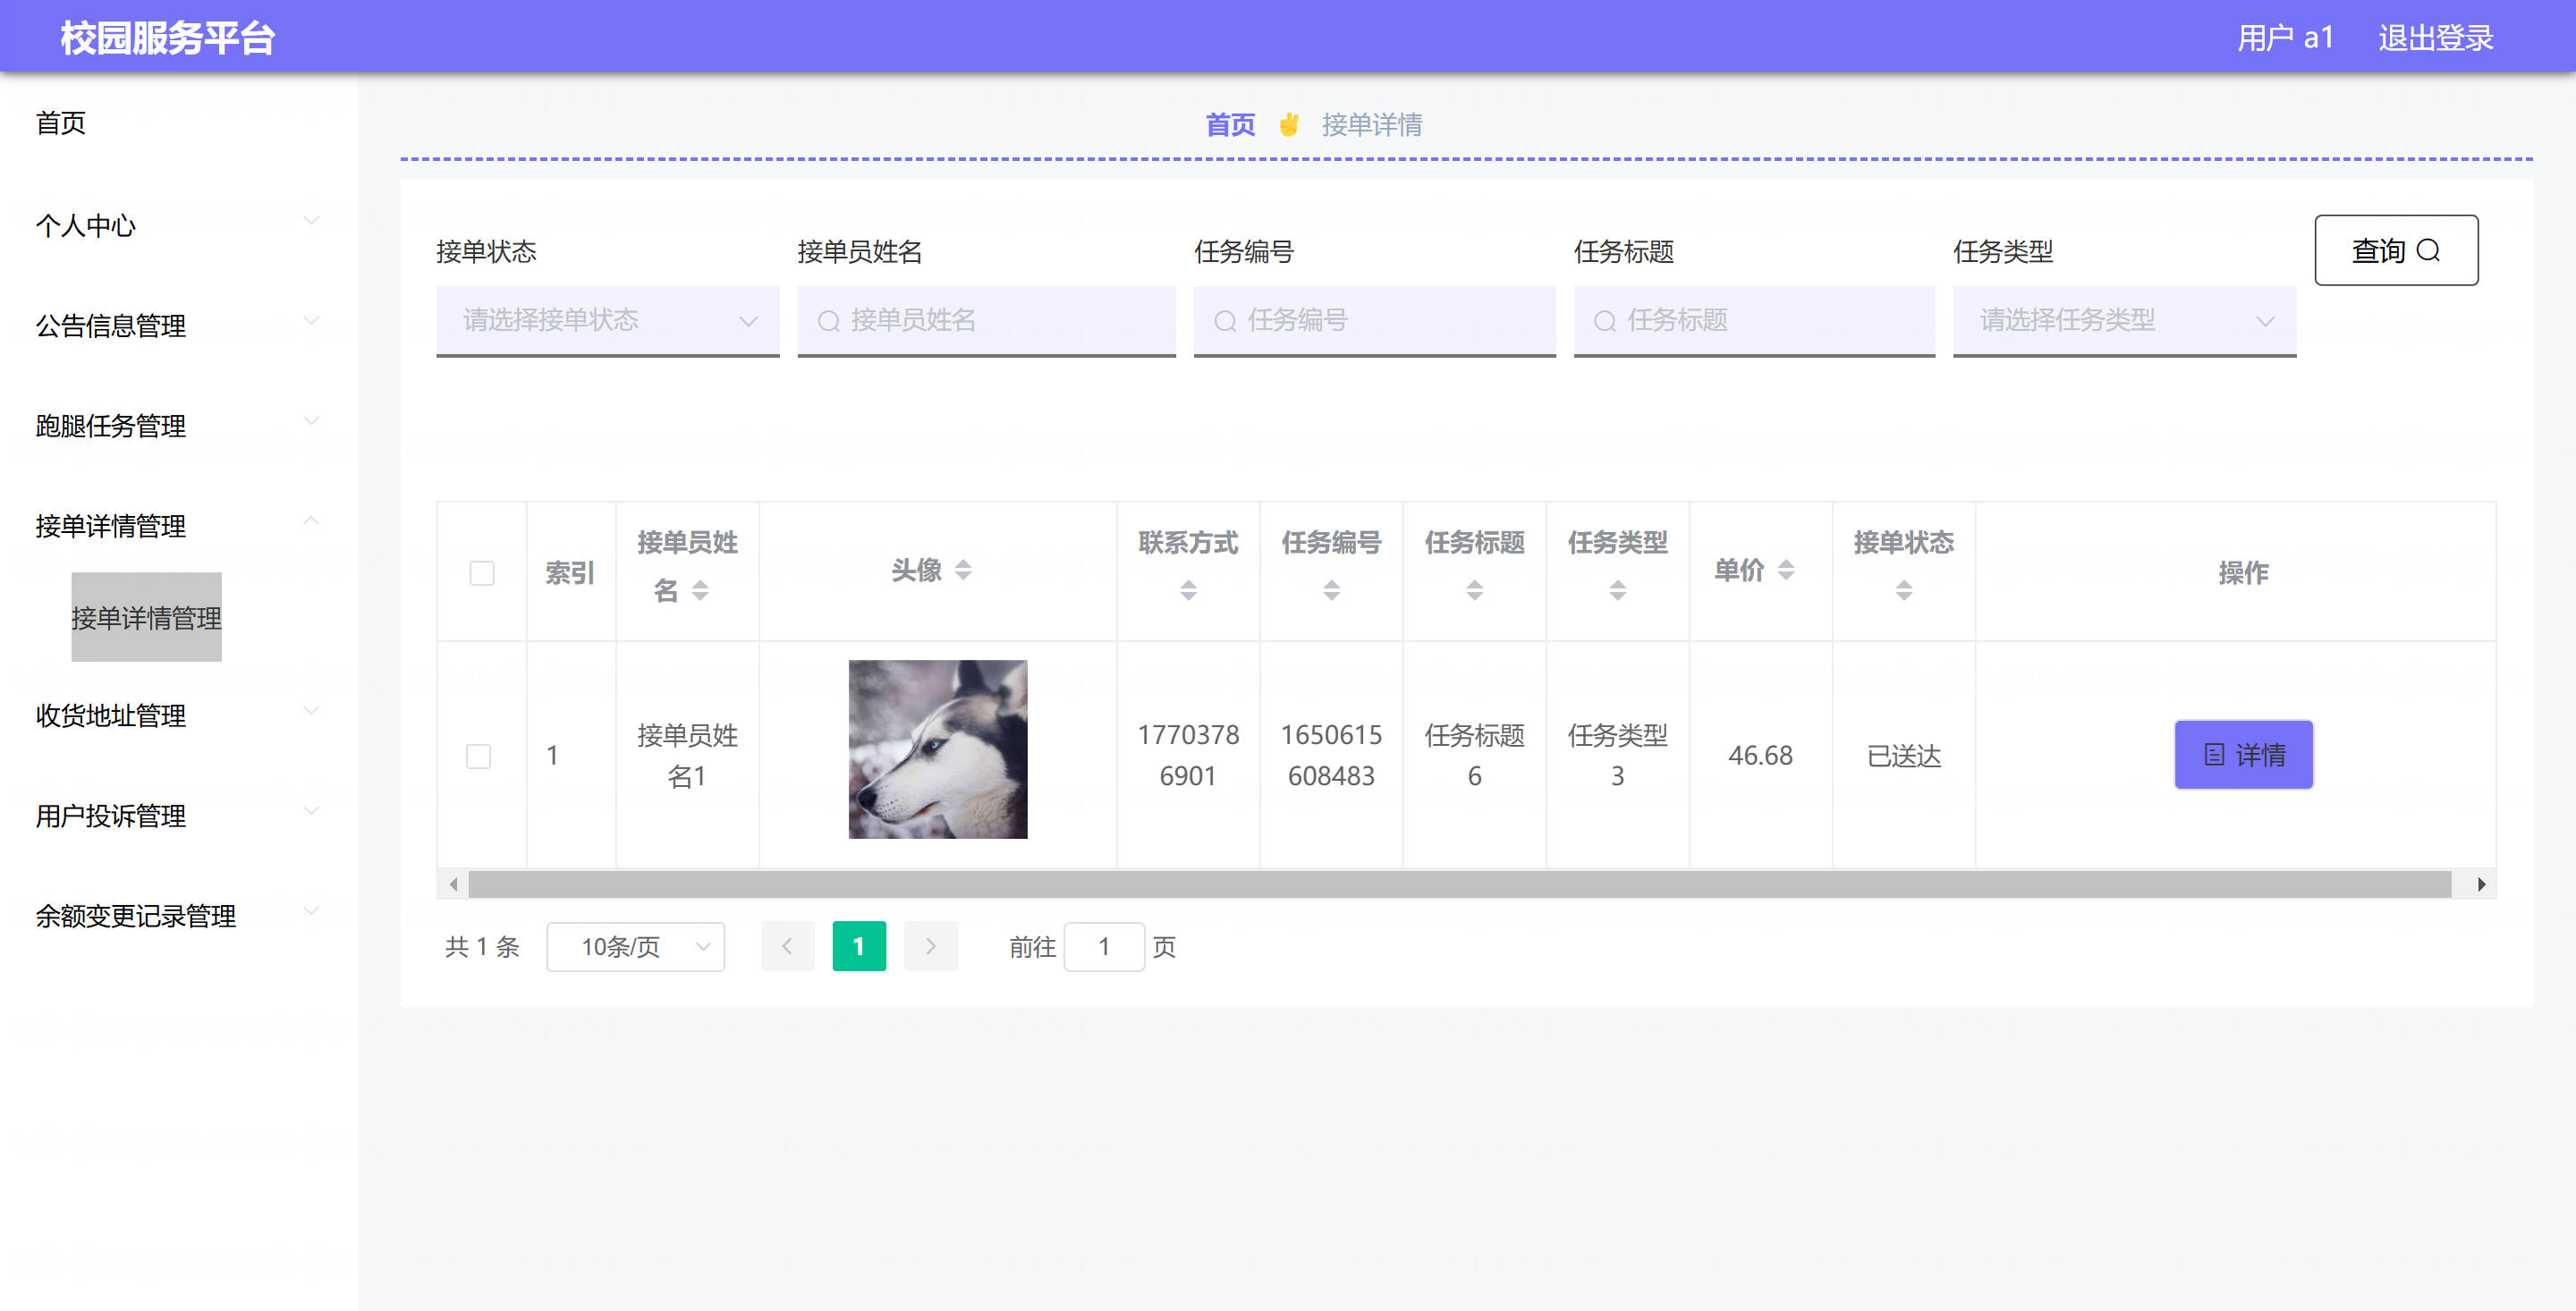 校园服务平台
用户 a1 退出登录
首页
个人中心
公告信息管理
跑腿任务管理
接单详情管理
接单详情管理
收货地址管理
用户投诉管理
余额变更记录管理
首页 ✌ 接单详情
接单状态 接单员姓名 任务编号 任务标题 任务类型 查询
请选择接单状态 接单员姓名 任务编号 任务标题 请选择任务类型
索引 接单员姓名 头像 联系方式 任务编号 任务标题 任务类型 单价 接单状态 操作
1 接单员姓名1 17703786901 1650615608483 任务标题6 任务类型3 46.68 已送达 详情
共 1 条 10条/页 1 前往 1 页